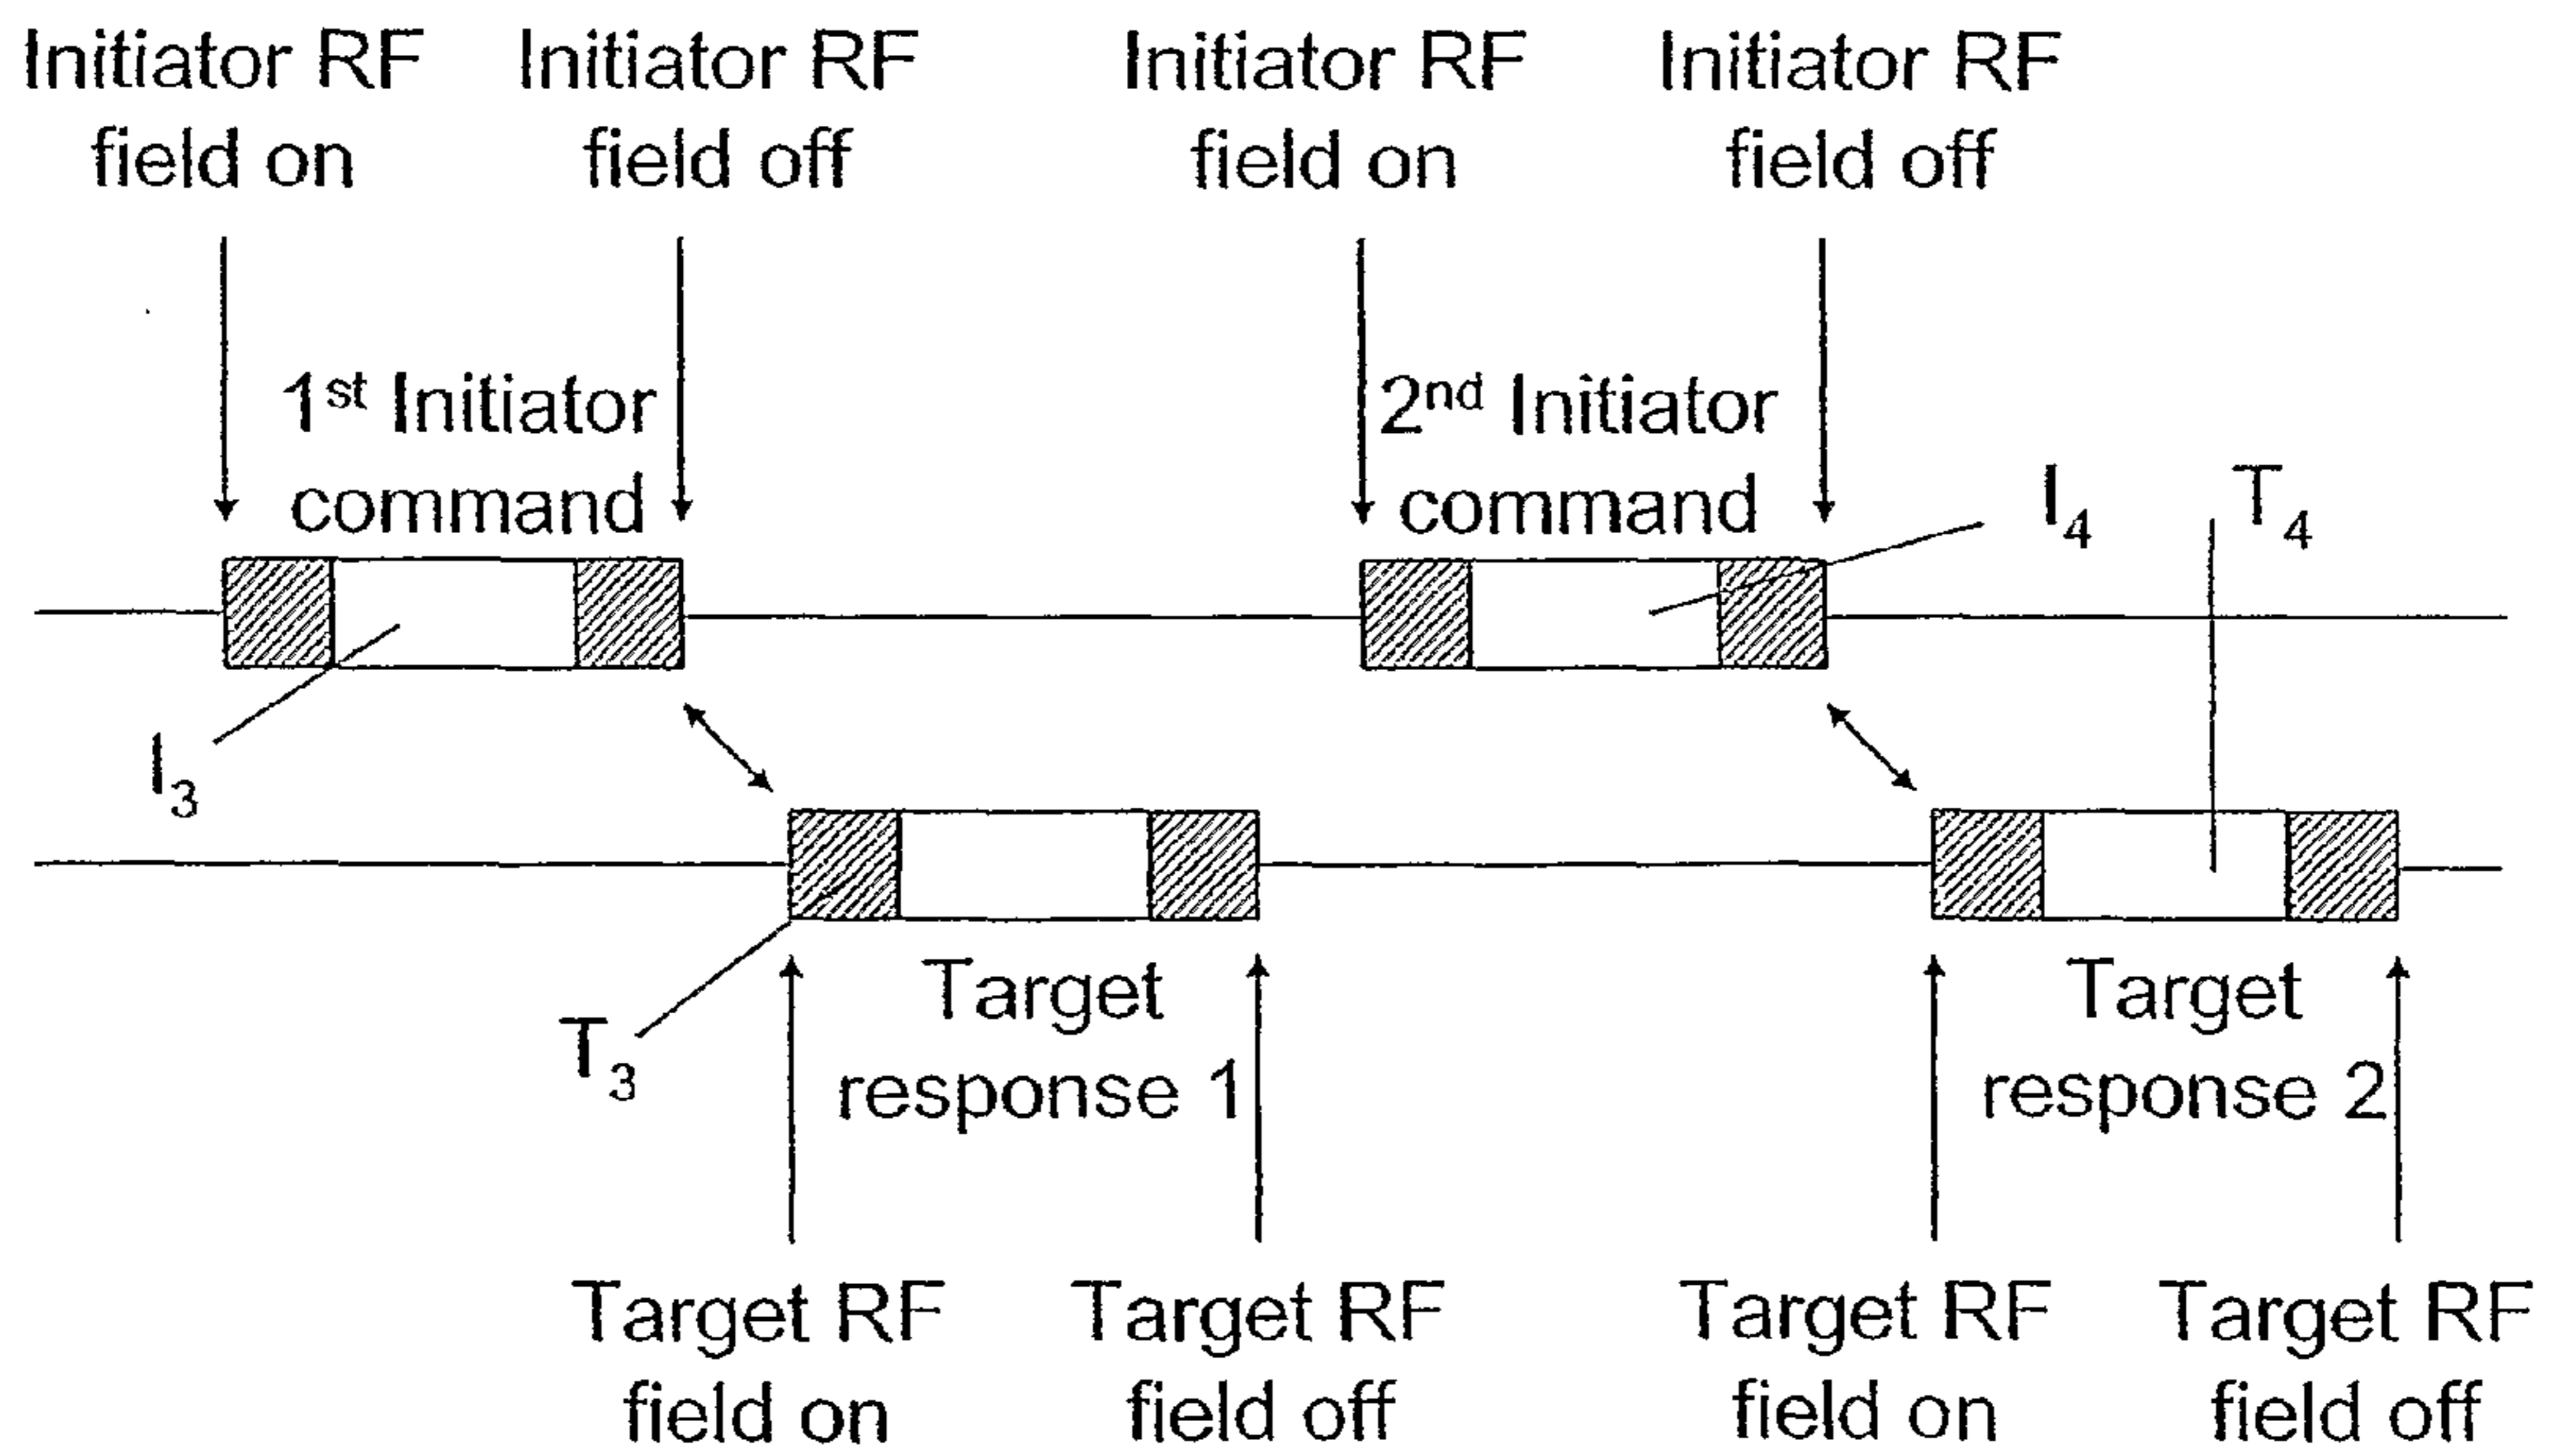 Initiator RF
field on
Initiator RF
field off
Initiator RF
field on
Initiator RF
field off
1st Initiator
command
2nd Initiator
command
I4
T4
I3
T3
Target
response 1
Target
response 2
Target RF
field on
Target RF
field off
Target RF
field on
Target RF
field off